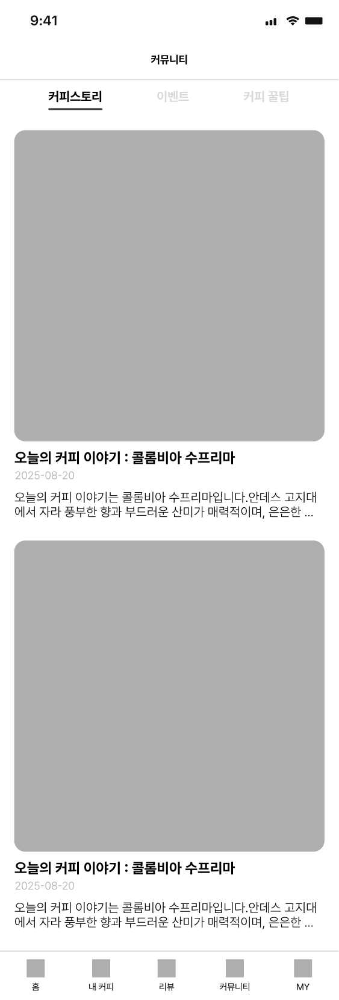 9:41
커뮤니티
커피스토리 이벤트 커피 꿀팁
오늘의 커피 이야기 : 콜롬비아 수프리마
2025-08-20
오늘의 커피 이야기는 콜롬비아 수프리마입니다.안데스 고지대
에서 자라 풍부한 향과 부드러운 산미가 매력적이며, 은은한 ...
오늘의 커피 이야기 : 콜롬비아 수프리마
2025-08-20
오늘의 커피 이야기는 콜롬비아 수프리마입니다.안데스 고지대
에서 자라 풍부한 향과 부드러운 산미가 매력적이며, 은은한 ...
홈 내 커피 리뷰 커뮤니티 MY